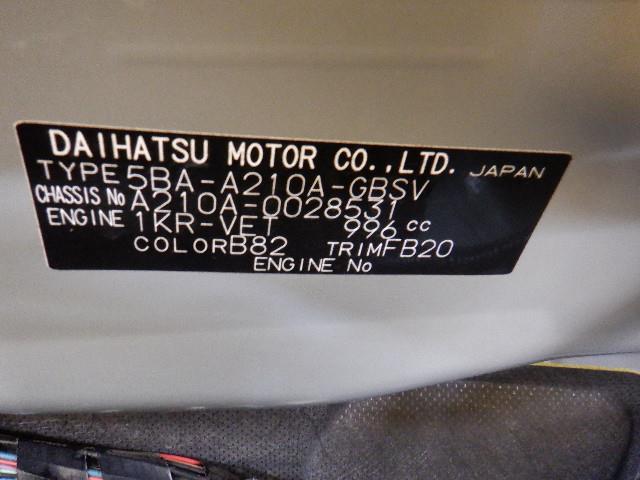 DAIHATSU MOTOR CO.,LTD. JAPAN
TYPE 5BA-A210A-GBSV
CHASSIS No A210A-0028531
ENGINE 1KR-VET 996 cc
COLOR B82 TRIM FB20
ENGINE No